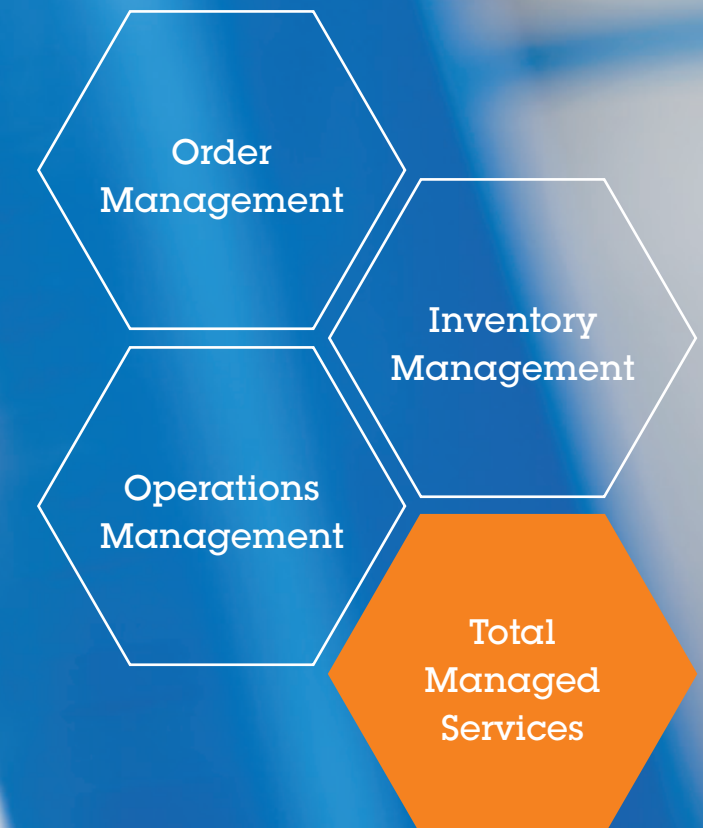 Order
Management
Inventory
Management
Operations
Management
Total
Managed
Services